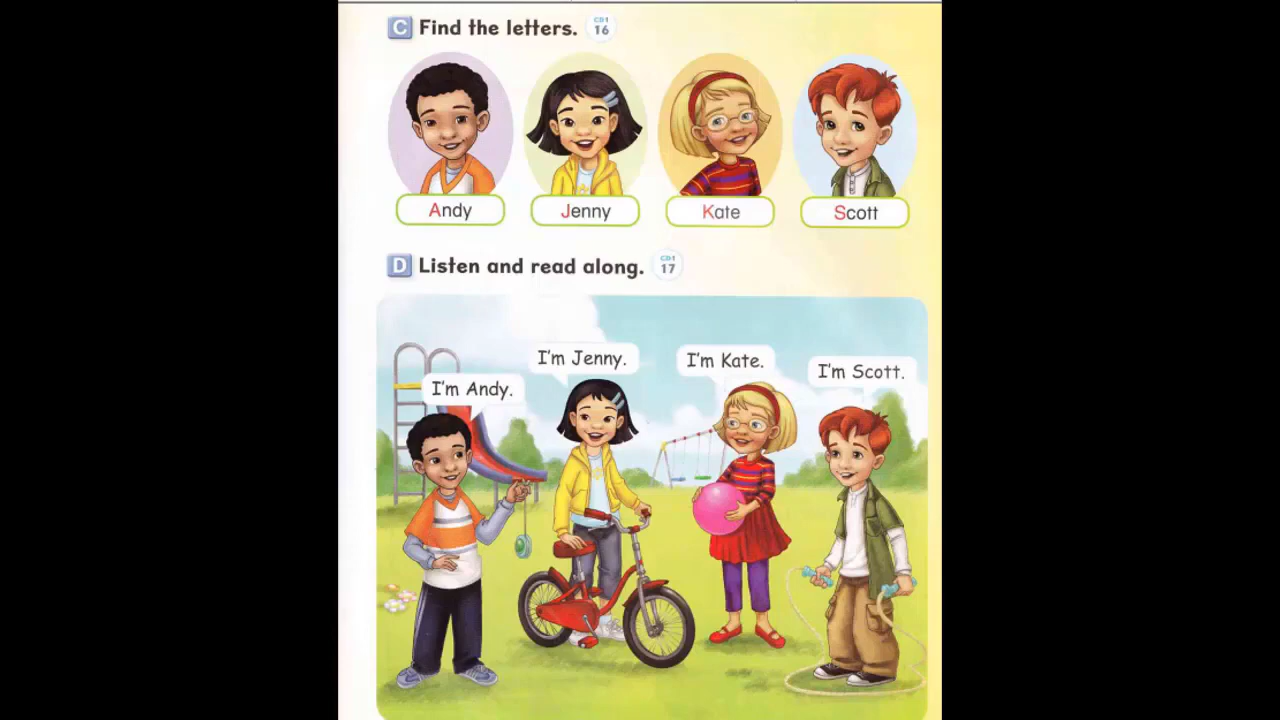 C Find the letters. CD1 16
Andy Jenny Kate Scott
D Listen and read along. CD1 17
I'm Jenny. I'm Kate. I'm Scott.
I'm Andy.